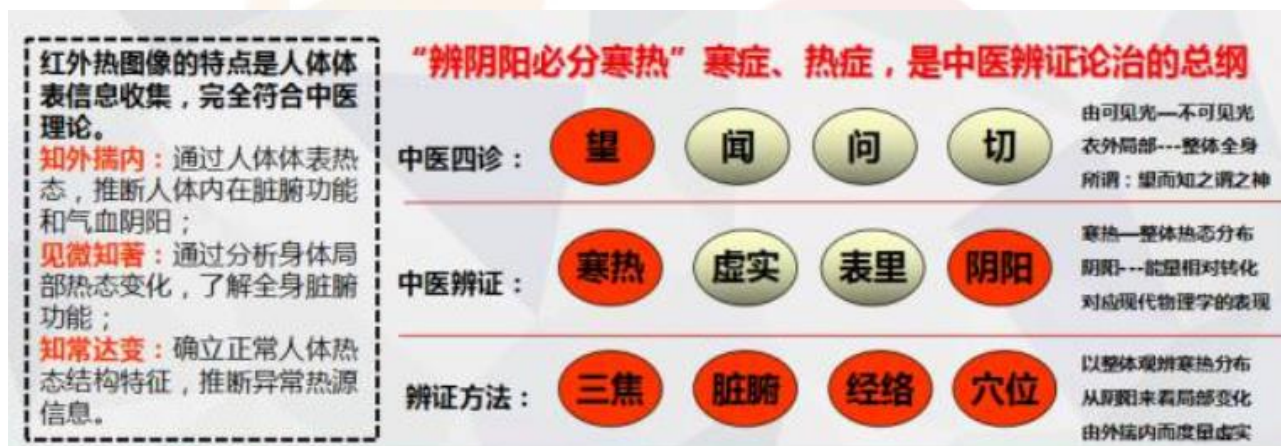 红外热图像的特点是人体体
表信息收集，完全符合中医
理论。
知外揣内：通过人体体表热
态，推断人体内在脏腑功能
和气血阴阳；
见微知著：通过分析身体局
部热态变化，了解全身脏腑
功能；
知常达变：确立正常人体热
态结构特征，推断异常热源
信息。
“辨阴阳必分寒热”寒症、热症，是中医辨证论治的总纲
中医四诊： 望 闻 问 切
由可见光—不可见光
衣外局部---整体全身
所谓：望而知之谓之神
中医辨证： 寒热 虚实 表里 阴阳
寒热—整体热态分布
阴阳---能量相对转化
对应现代物理学的表现
辨证方法： 三焦 脏腑 经络 穴位
以整体观辨寒热分布
从阴阳来看局部变化
由外揣内而度量虚实